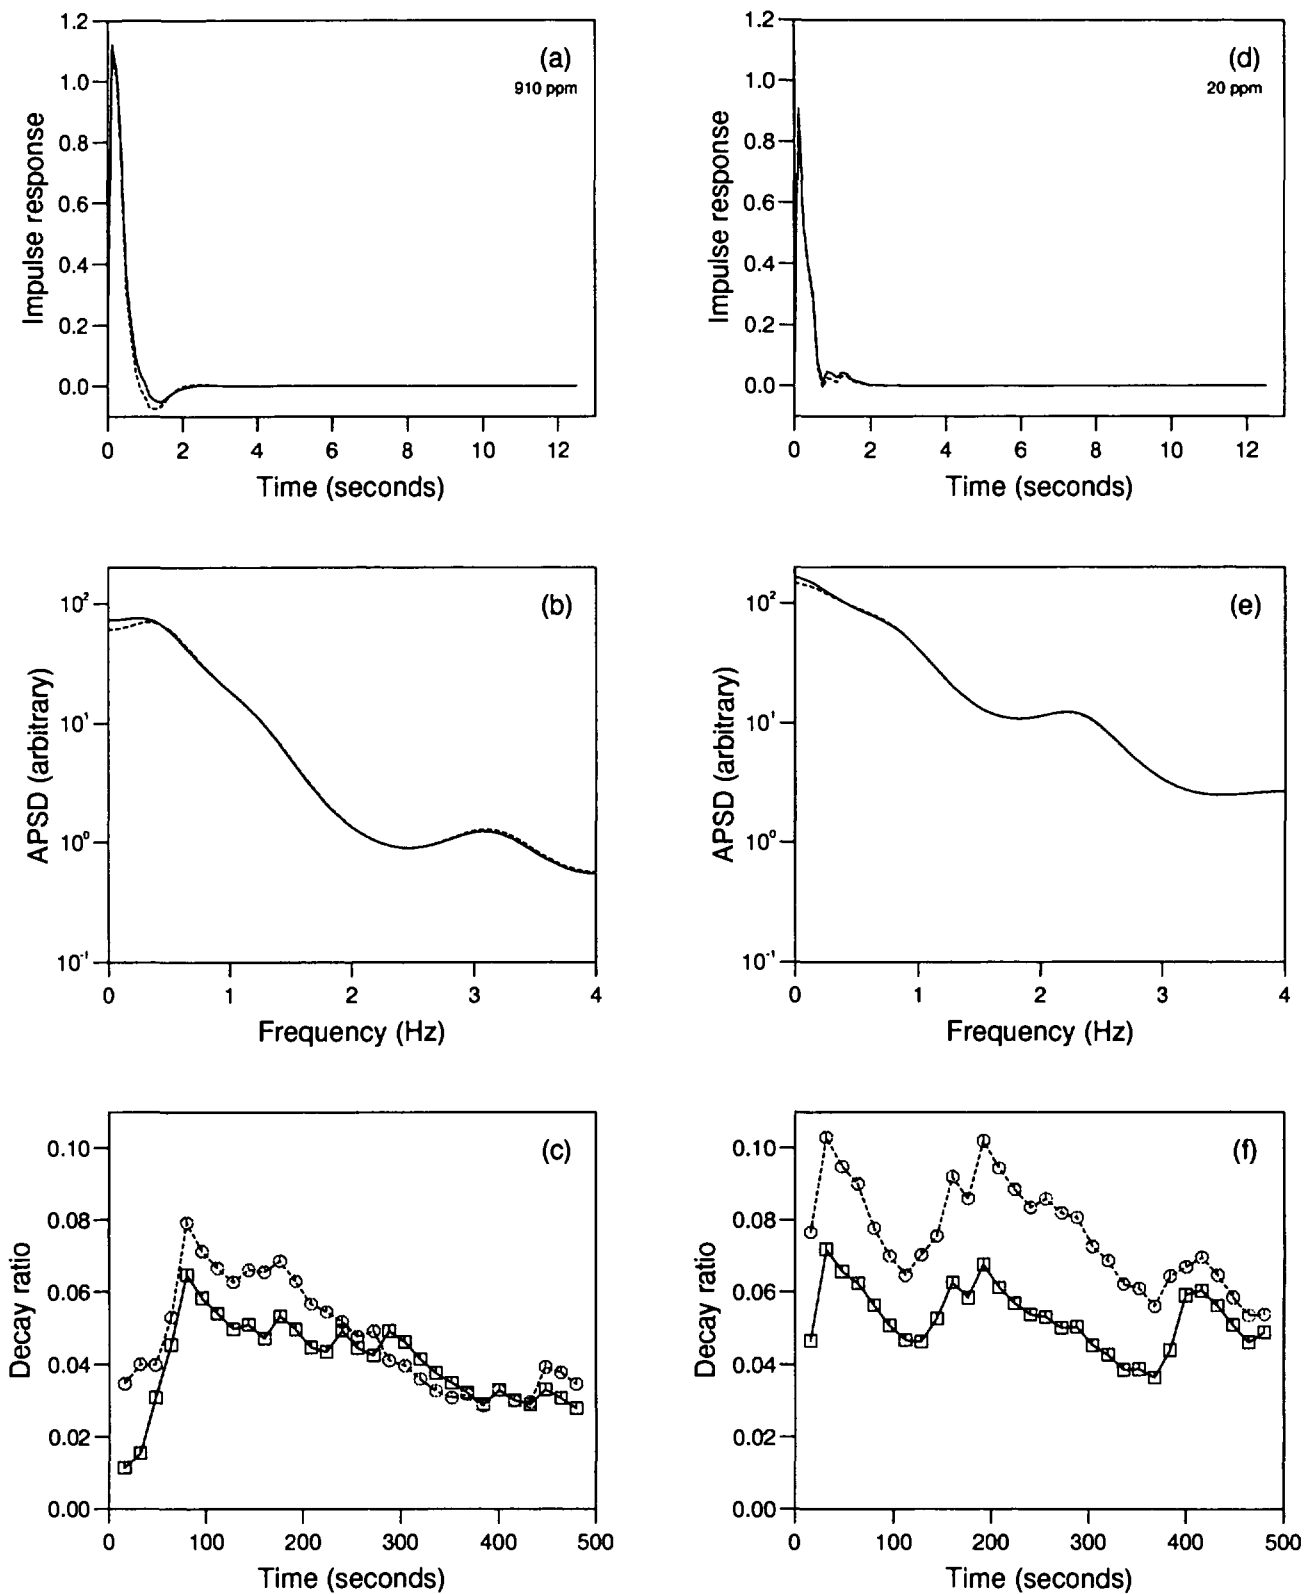 1.2
1.0
0.8
0.6
0.4
0.2
0.0
Impulse response
(a)
910 ppm
0 2 4 6 8 10 12
Time (seconds)
1.2
1.0
0.8
0.6
0.4
0.2
0.0
Impulse response
(d)
20 ppm
0 2 4 6 8 10 12
Time (seconds)
10²
10¹
10⁰
10⁻¹
APSD (arbitrary)
(b)
0 1 2 3 4
Frequency (Hz)
10²
10¹
10⁰
10⁻¹
APSD (arbitrary)
(e)
0 1 2 3 4
Frequency (Hz)
0.10
0.08
0.06
0.04
0.02
0.00
Decay ratio
(c)
0 100 200 300 400 500
Time (seconds)
0.10
0.08
0.06
0.04
0.02
0.00
Decay ratio
(f)
0 100 200 300 400 500
Time (seconds)